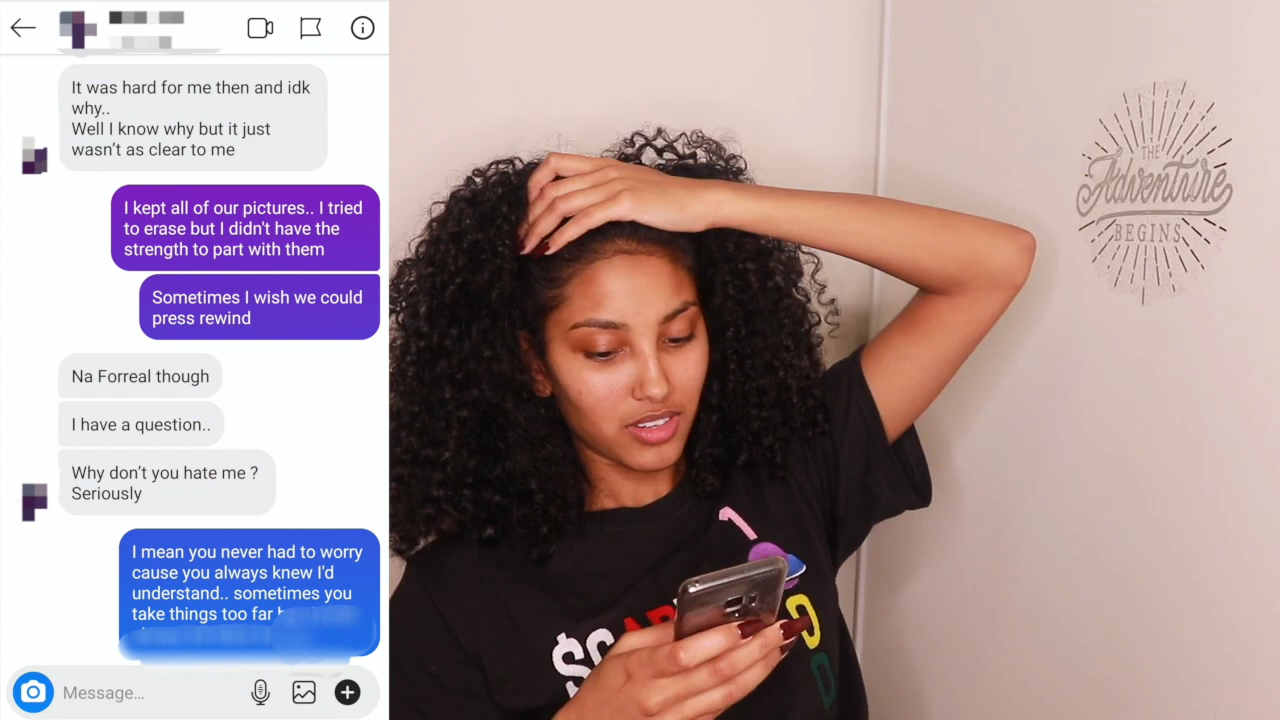 It was hard for me then and idk
why..
Well I know why but it just
wasn't as clear to me
I kept all of our pictures.. I tried
to erase but I didn't have the
strength to part with them
Sometimes I wish we could
press rewind
Na Forreal though
I have a question..
Why don't you hate me ?
Seriously
I mean you never had to worry
cause you always knew I'd
understand.. sometimes you
take things too far
Message...
THE
Adventure
BEGINS